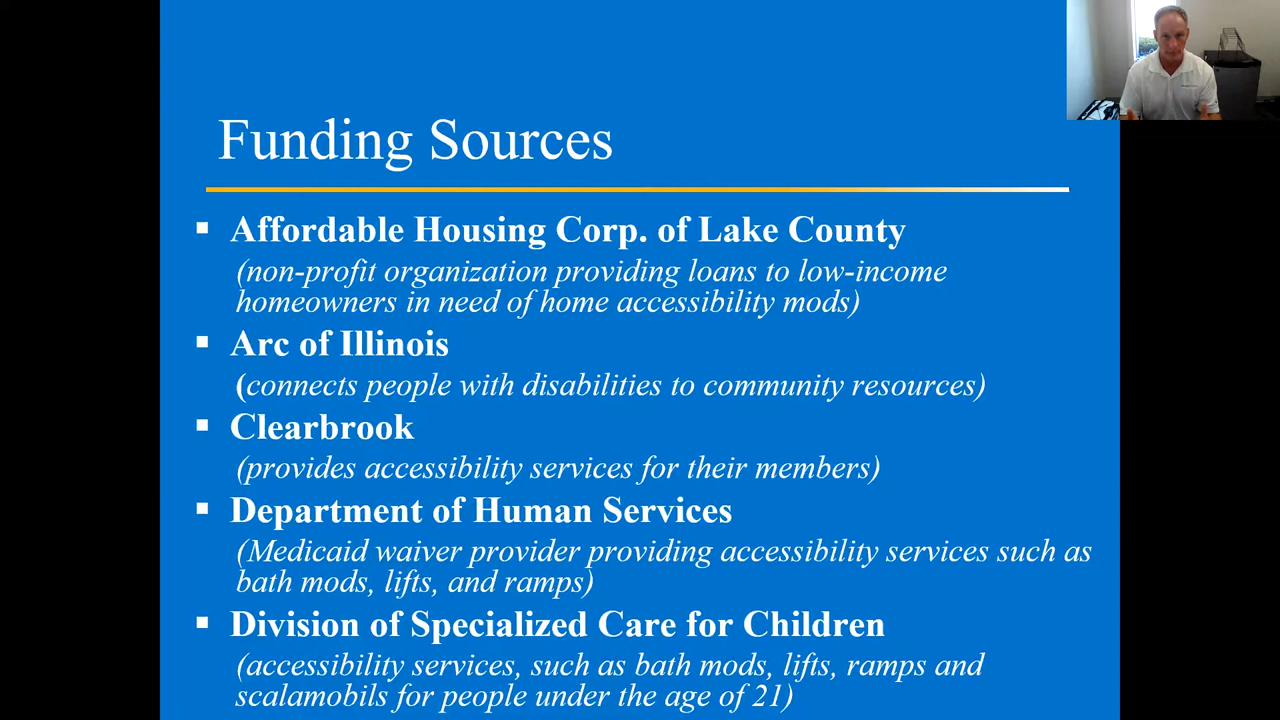 Funding Sources
▪ Affordable Housing Corp. of Lake County
(non-profit organization providing loans to low-income
homeowners in need of home accessibility mods)
▪ Arc of Illinois
(connects people with disabilities to community resources)
▪ Clearbrook
(provides accessibility services for their members)
▪ Department of Human Services
(Medicaid waiver provider providing accessibility services such as
bath mods, lifts, and ramps)
▪ Division of Specialized Care for Children
(accessibility services, such as bath mods, lifts, ramps and
scalamobils for people under the age of 21)